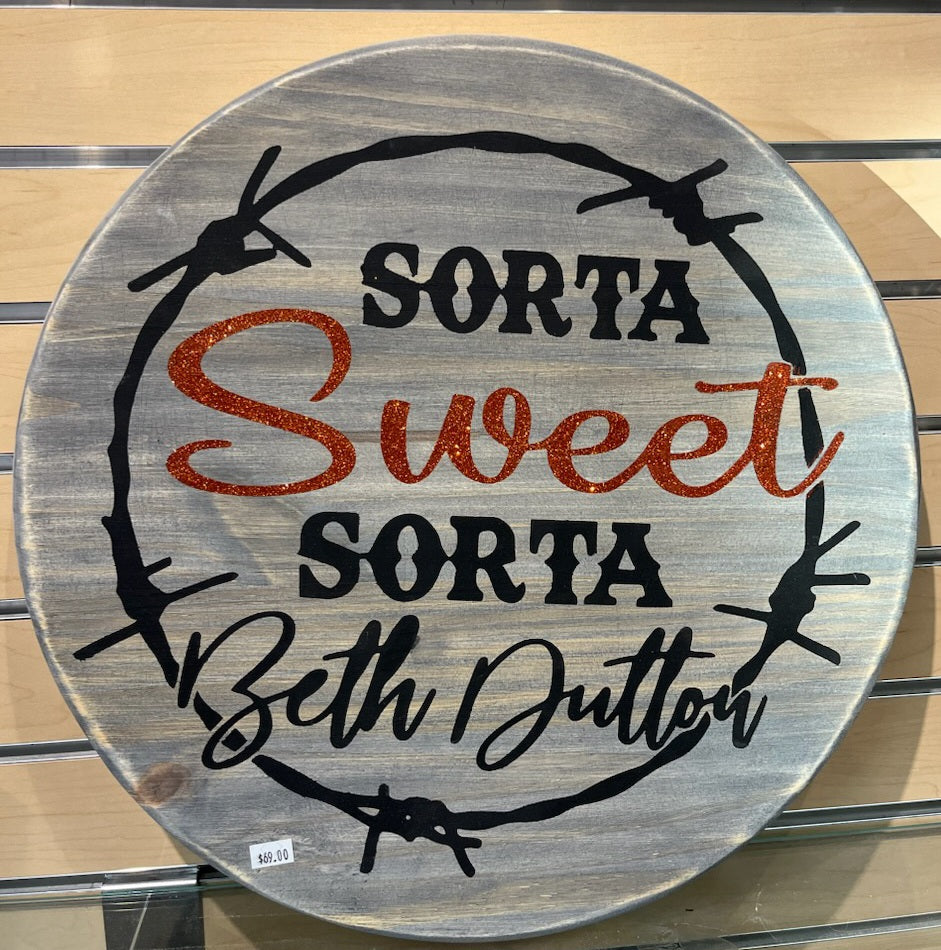 SORTA
Sweet
SORTA
Beth Dutton
$69.00